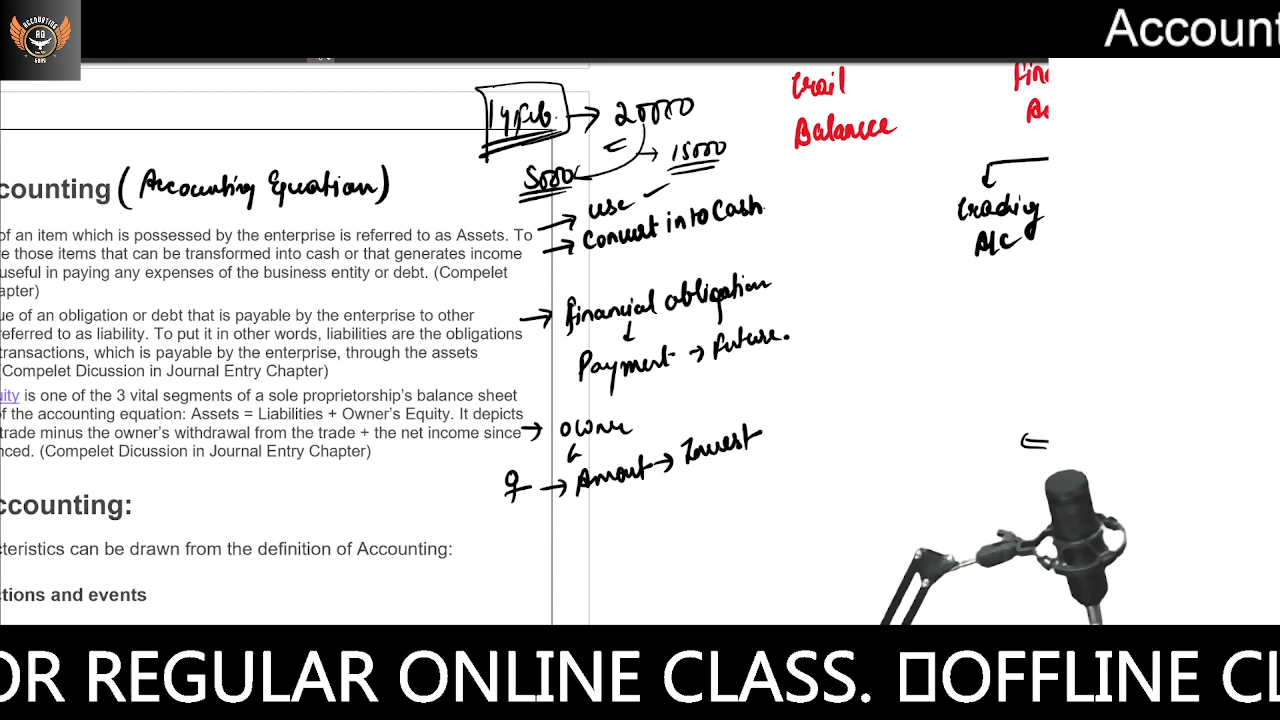 Account
ACCOUNTING
AG
14 Feb. → 20000
→ 15000
5000
→ use
→ Convert into Cash
trail
Balance
trading
A/C
counting (Accounting Equation)
of an item which is possessed by the enterprise is referred to as Assets. To
e those items that can be transformed into cash or that generates income
useful in paying any expenses of the business entity or debt. (Compelet
apter)
→ financial obligation
↓
Payment → future.
ue of an obligation or debt that is payable by the enterprise to other
referred to as liability. To put it in other words, liabilities are the obligations
transactions, which is payable by the enterprise, through the assets
(Compelet Dicussion in Journal Entry Chapter)
uity is one of the 3 vital segments of a sole proprietorship's balance sheet
f the accounting equation: Assets = Liabilities + Owner's Equity. It depicts
trade minus the owner's withdrawal from the trade + the net income since
nced. (Compelet Dicussion in Journal Entry Chapter)
→ owner
→ Amout → Invest
ccounting:
cteristics can be drawn from the definition of Accounting:
tions and events
OR REGULAR ONLINE CLASS. OFFLINE CL